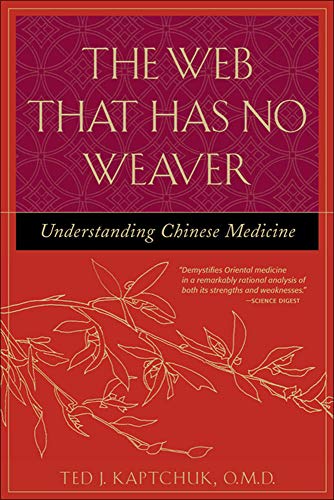 THE WEB
THAT HAS NO
WEAVER
Understanding Chinese Medicine
"Demystifies Oriental medicine
in a remarkably rational analysis of
both its strengths and weaknesses."
—SCIENCE DIGEST
TED J. KAPTCHUK, O.M.D.